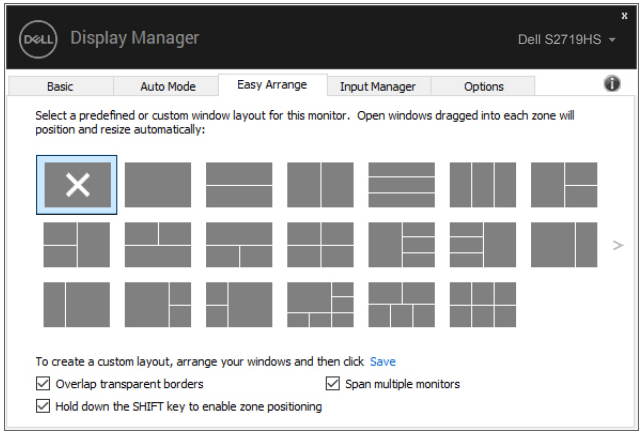 x
DELL Display Manager
Dell S2719HS
Basic Auto Mode Easy Arrange Input Manager Options i
Select a predefined or custom window layout for this monitor. Open windows dragged into each zone will
position and resize automatically:
>
To create a custom layout, arrange your windows and then click Save
Overlap transparent borders Span multiple monitors
Hold down the SHIFT key to enable zone positioning